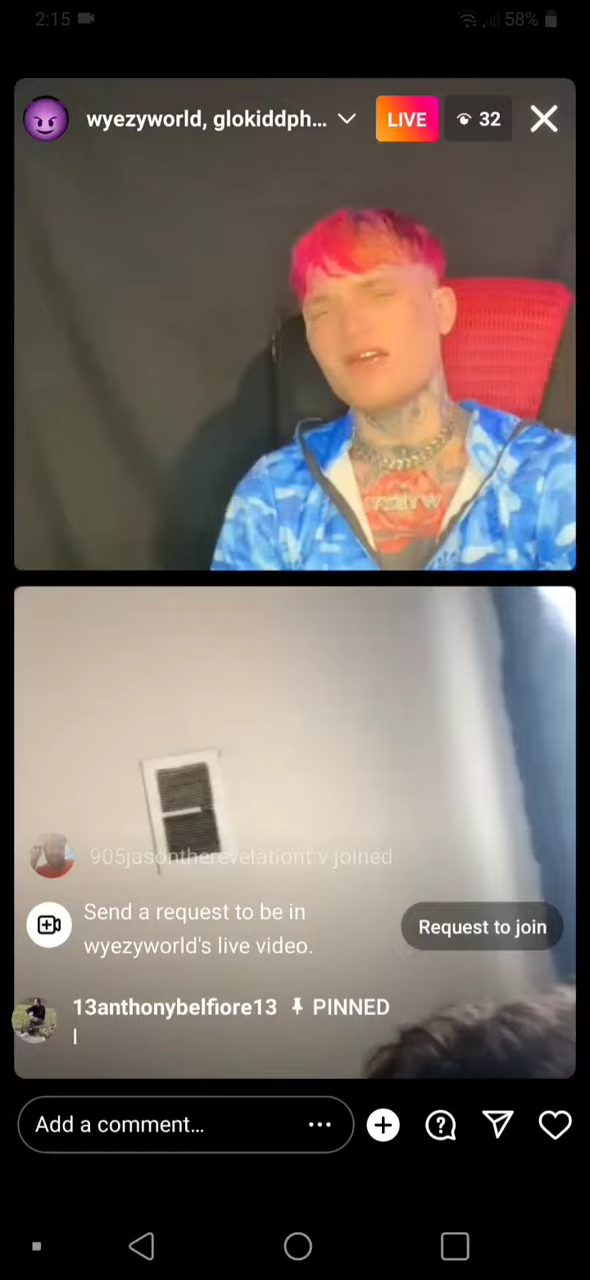 2:15
58%
wyezyworld, glokiddph...
LIVE
32
905jasontherevelationt.v joined
Send a request to be in
wyezyworld's live video.
Request to join
13anthonybelfiore13 PINNED
I
Add a comment...